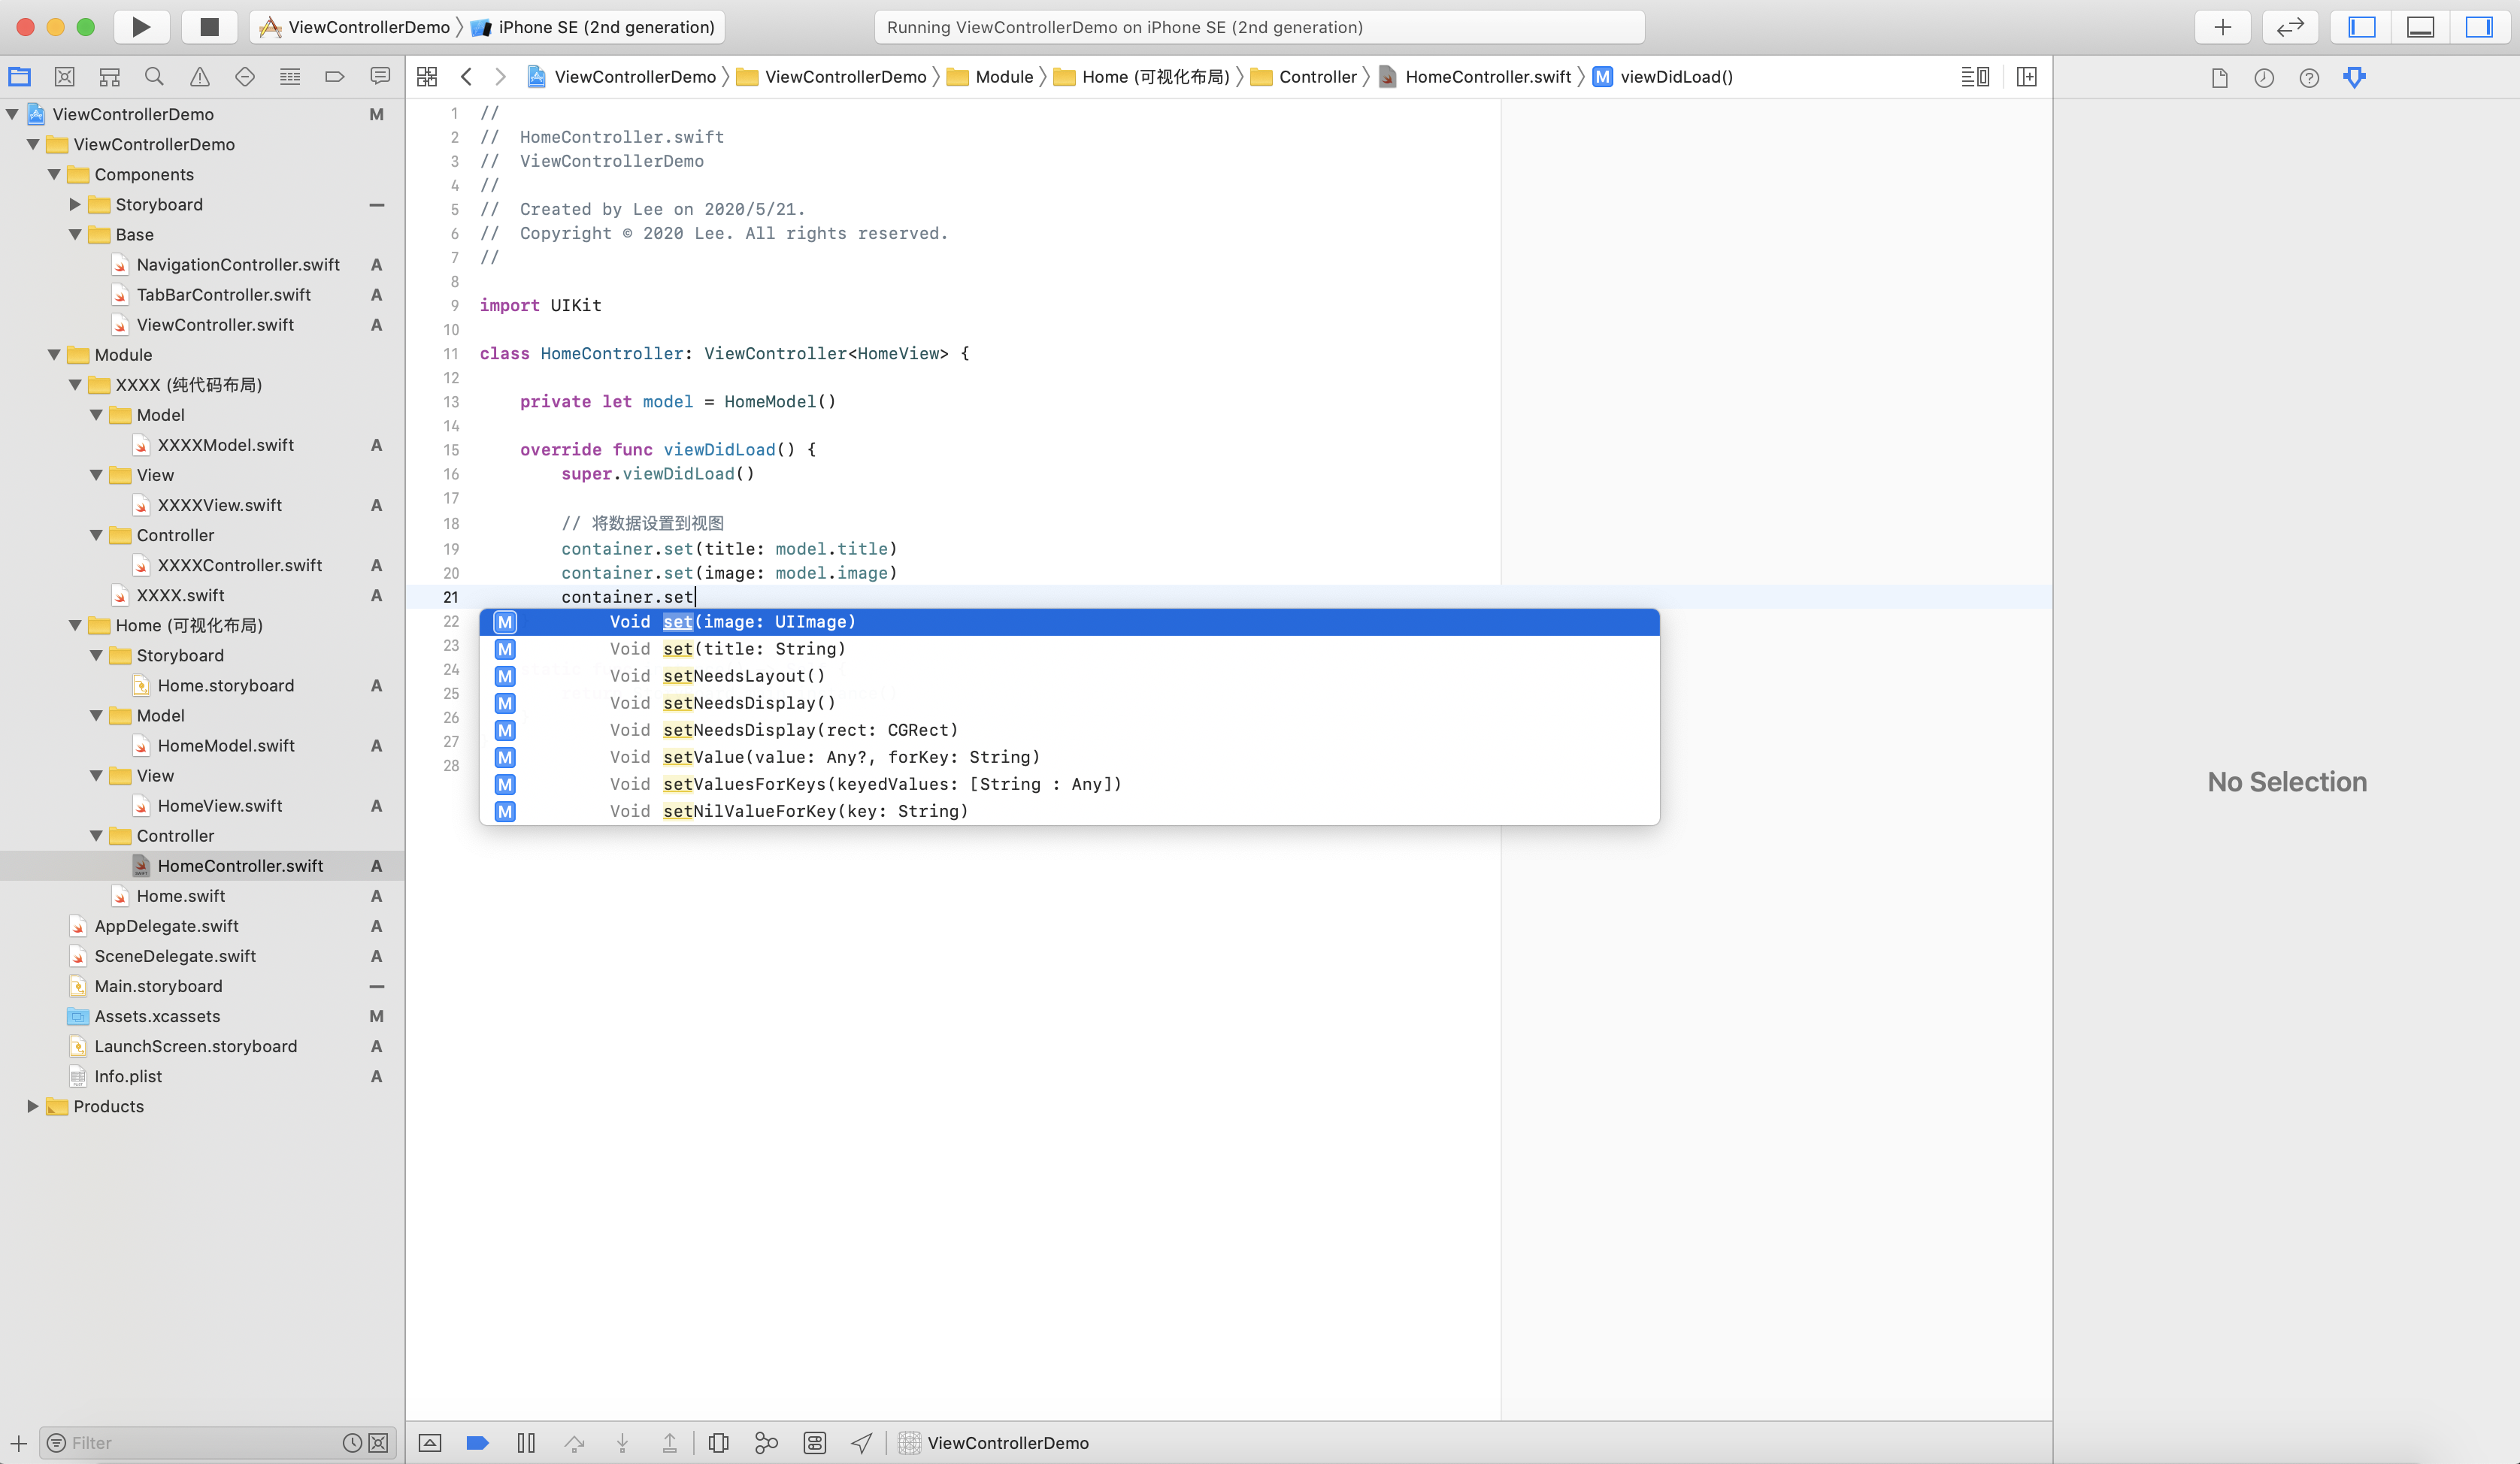 ViewControllerDemo 〉 iPhone SE (2nd generation)
Running ViewControllerDemo on iPhone SE (2nd generation)
ViewControllerDemo 〉 ViewControllerDemo 〉 Module 〉 Home (可视化布局) 〉 Controller 〉 HomeController.swift 〉 M viewDidLoad()
ViewControllerDemo M
ViewControllerDemo
Components
Storyboard —
Base
NavigationController.swift A
TabBarController.swift A
ViewController.swift A
Module
XXXX (纯代码布局)
Model
XXXXModel.swift A
View
XXXXView.swift A
Controller
XXXXController.swift A
XXXX.swift A
Home (可视化布局)
Storyboard
Home.storyboard A
Model
HomeModel.swift A
View
HomeView.swift A
Controller
HomeController.swift A
Home.swift A
AppDelegate.swift A
SceneDelegate.swift A
Main.storyboard —
Assets.xcassets M
LaunchScreen.storyboard A
Info.plist A
Products
Filter
1 //
2 //  HomeController.swift
3 //  ViewControllerDemo
4 //
5 //  Created by Lee on 2020/5/21.
6 //  Copyright © 2020 Lee. All rights reserved.
7 //
8
9 import UIKit
10
11 class HomeController: ViewController<HomeView> {
12
13     private let model = HomeModel()
14
15     override func viewDidLoad() {
16         super.viewDidLoad()
17
18         // 将数据设置到视图
19         container.set(title: model.title)
20         container.set(image: model.image)
21         container.set
22
23
24
25
26
27
28
M Void set(image: UIImage)
M Void set(title: String)
M Void setNeedsLayout()
M Void setNeedsDisplay()
M Void setNeedsDisplay(rect: CGRect)
M Void setValue(value: Any?, forKey: String)
M Void setValuesForKeys(keyedValues: [String : Any])
M Void setNilValueForKey(key: String)
No Selection
ViewControllerDemo